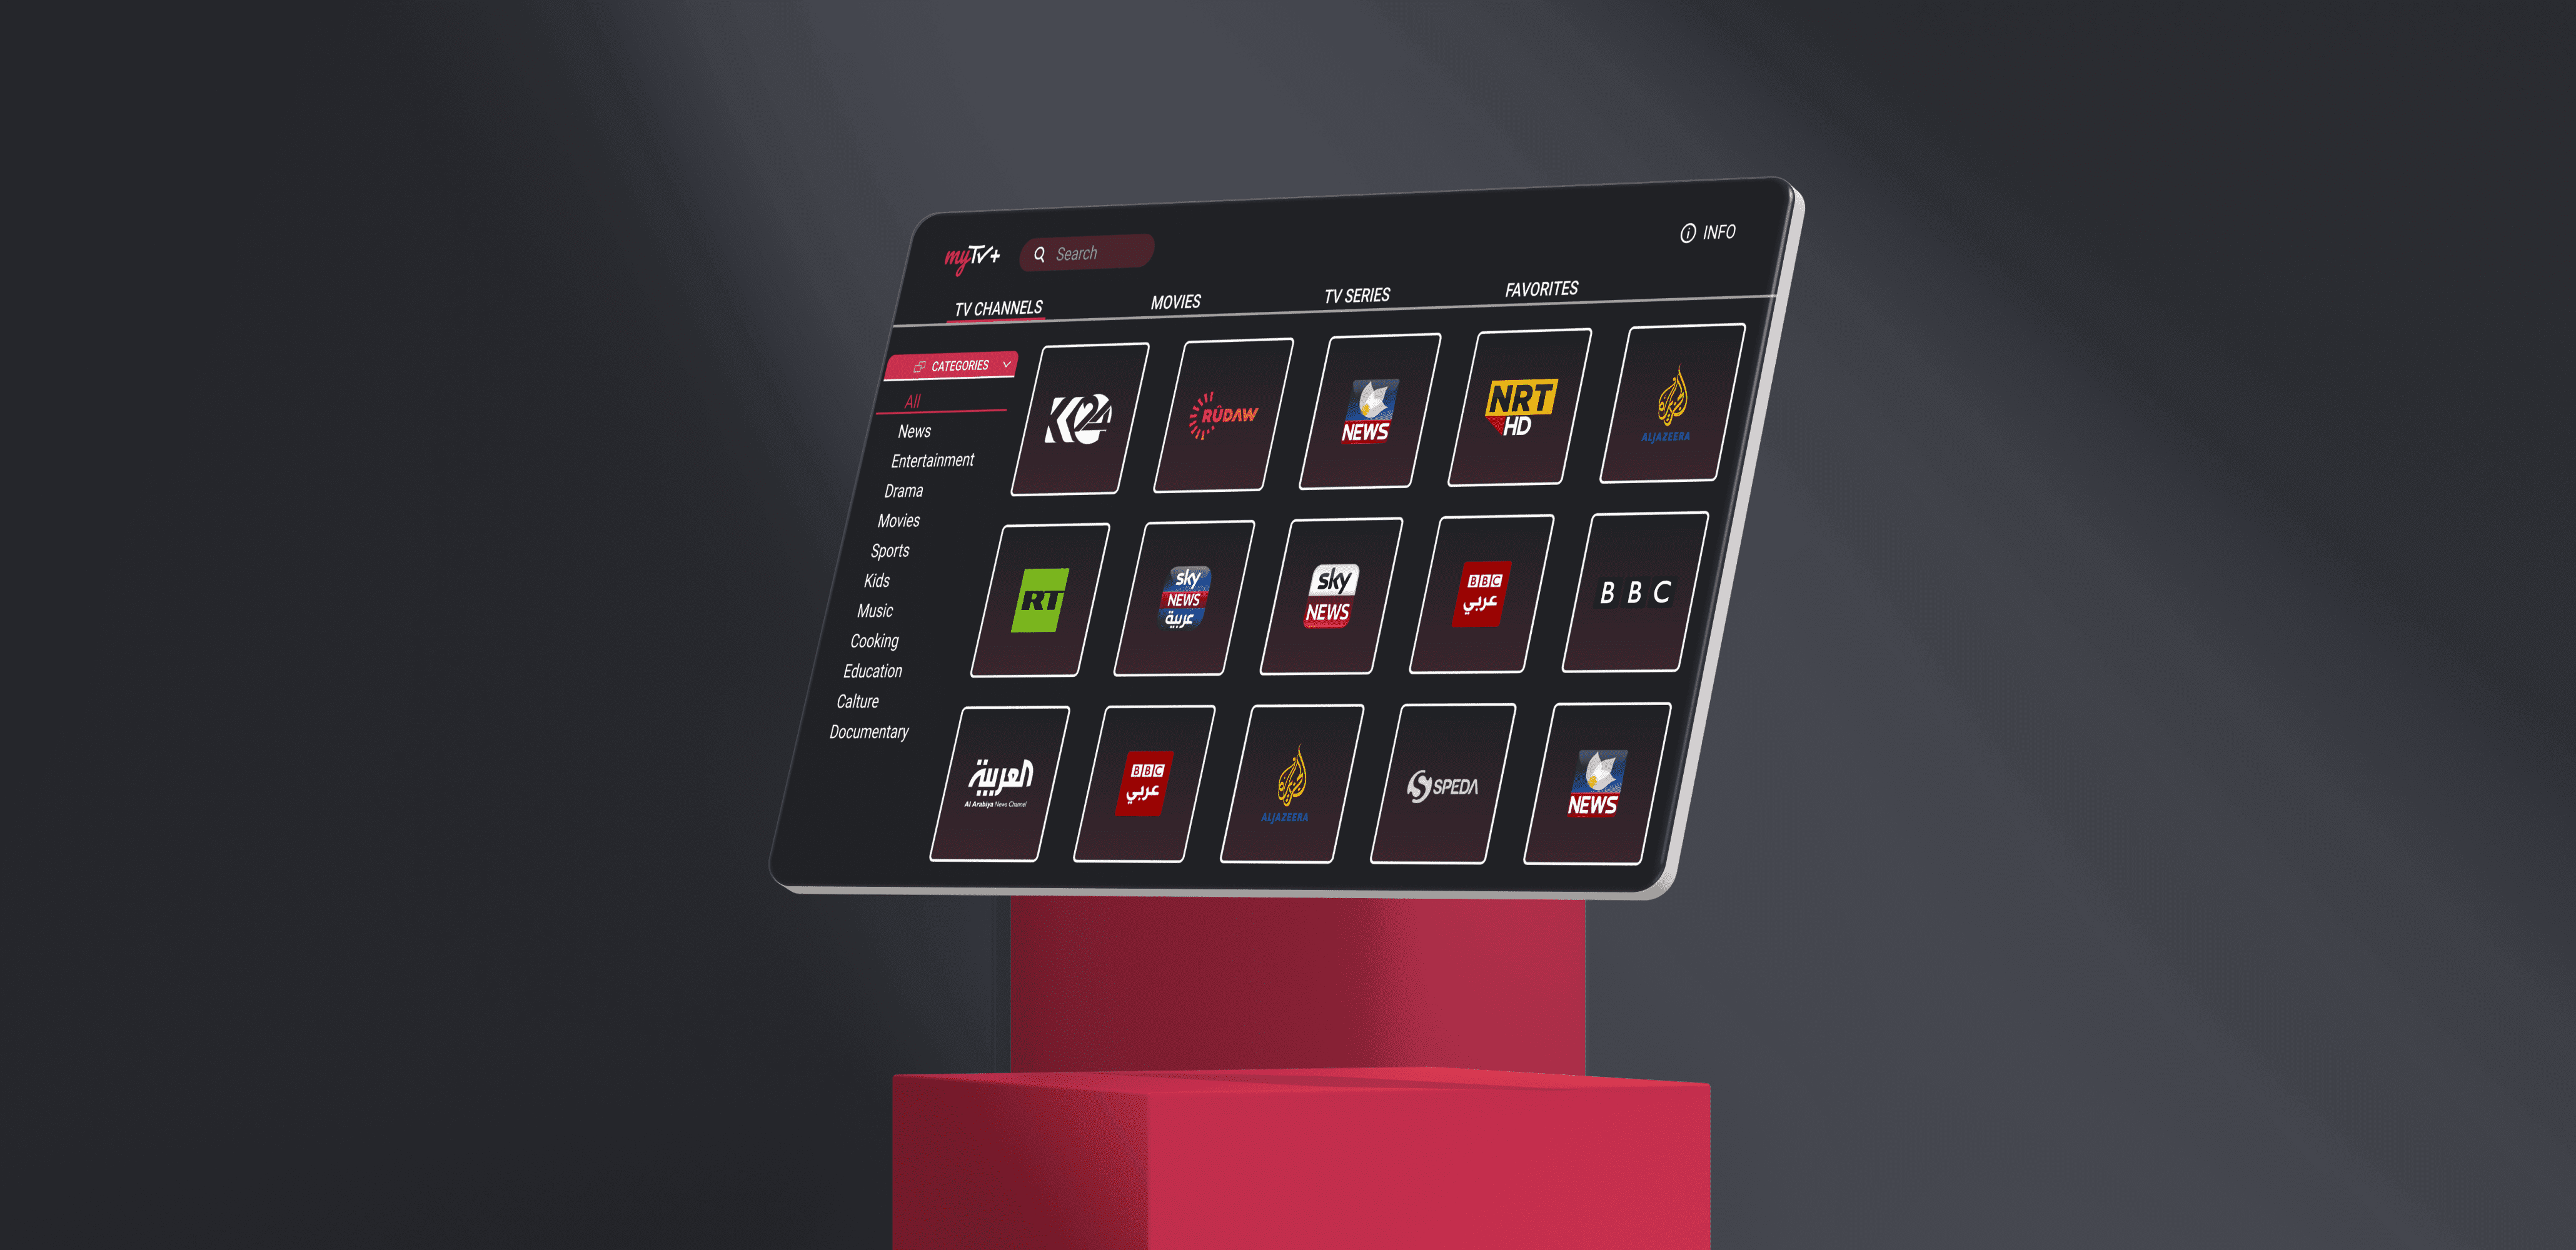 myTV+
Search
INFO
TV CHANNELS
MOVIES
TV SERIES
FAVORITES
CATEGORIES
All
News
Entertainment
Drama
Movies
Sports
Kids
Music
Cooking
Education
Calture
Documentary
K24
RÛDAW
NEWS
NRT
HD
ALJAZEERA
RT
sky
NEWS
عربية
sky
NEWS
BBC
عربي
BBC
العربية
Al Arabiya News Channel
BBC
عربي
ALJAZEERA
SPEDA
NEWS